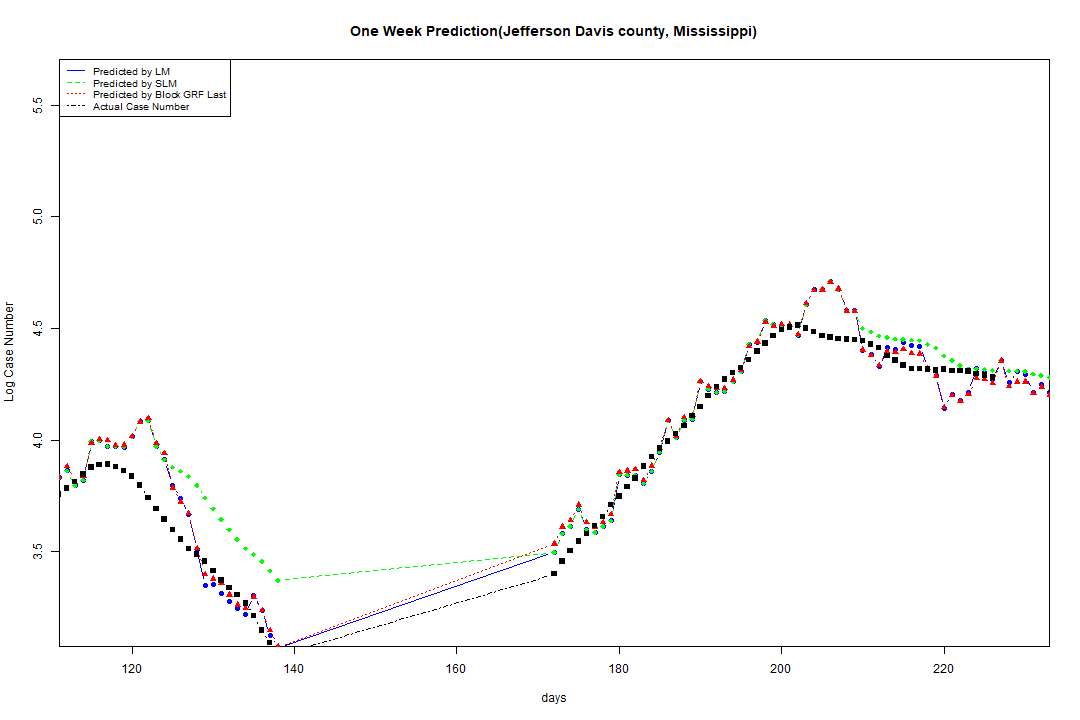 One Week Prediction(Jefferson Davis county, Mississippi)
Predicted by LM
Predicted by SLM
Predicted by Block GRF Last
Actual Case Number
5.5
5.0
4.5
4.0
3.5
Log Case Number
120 140 160 180 200 220
days